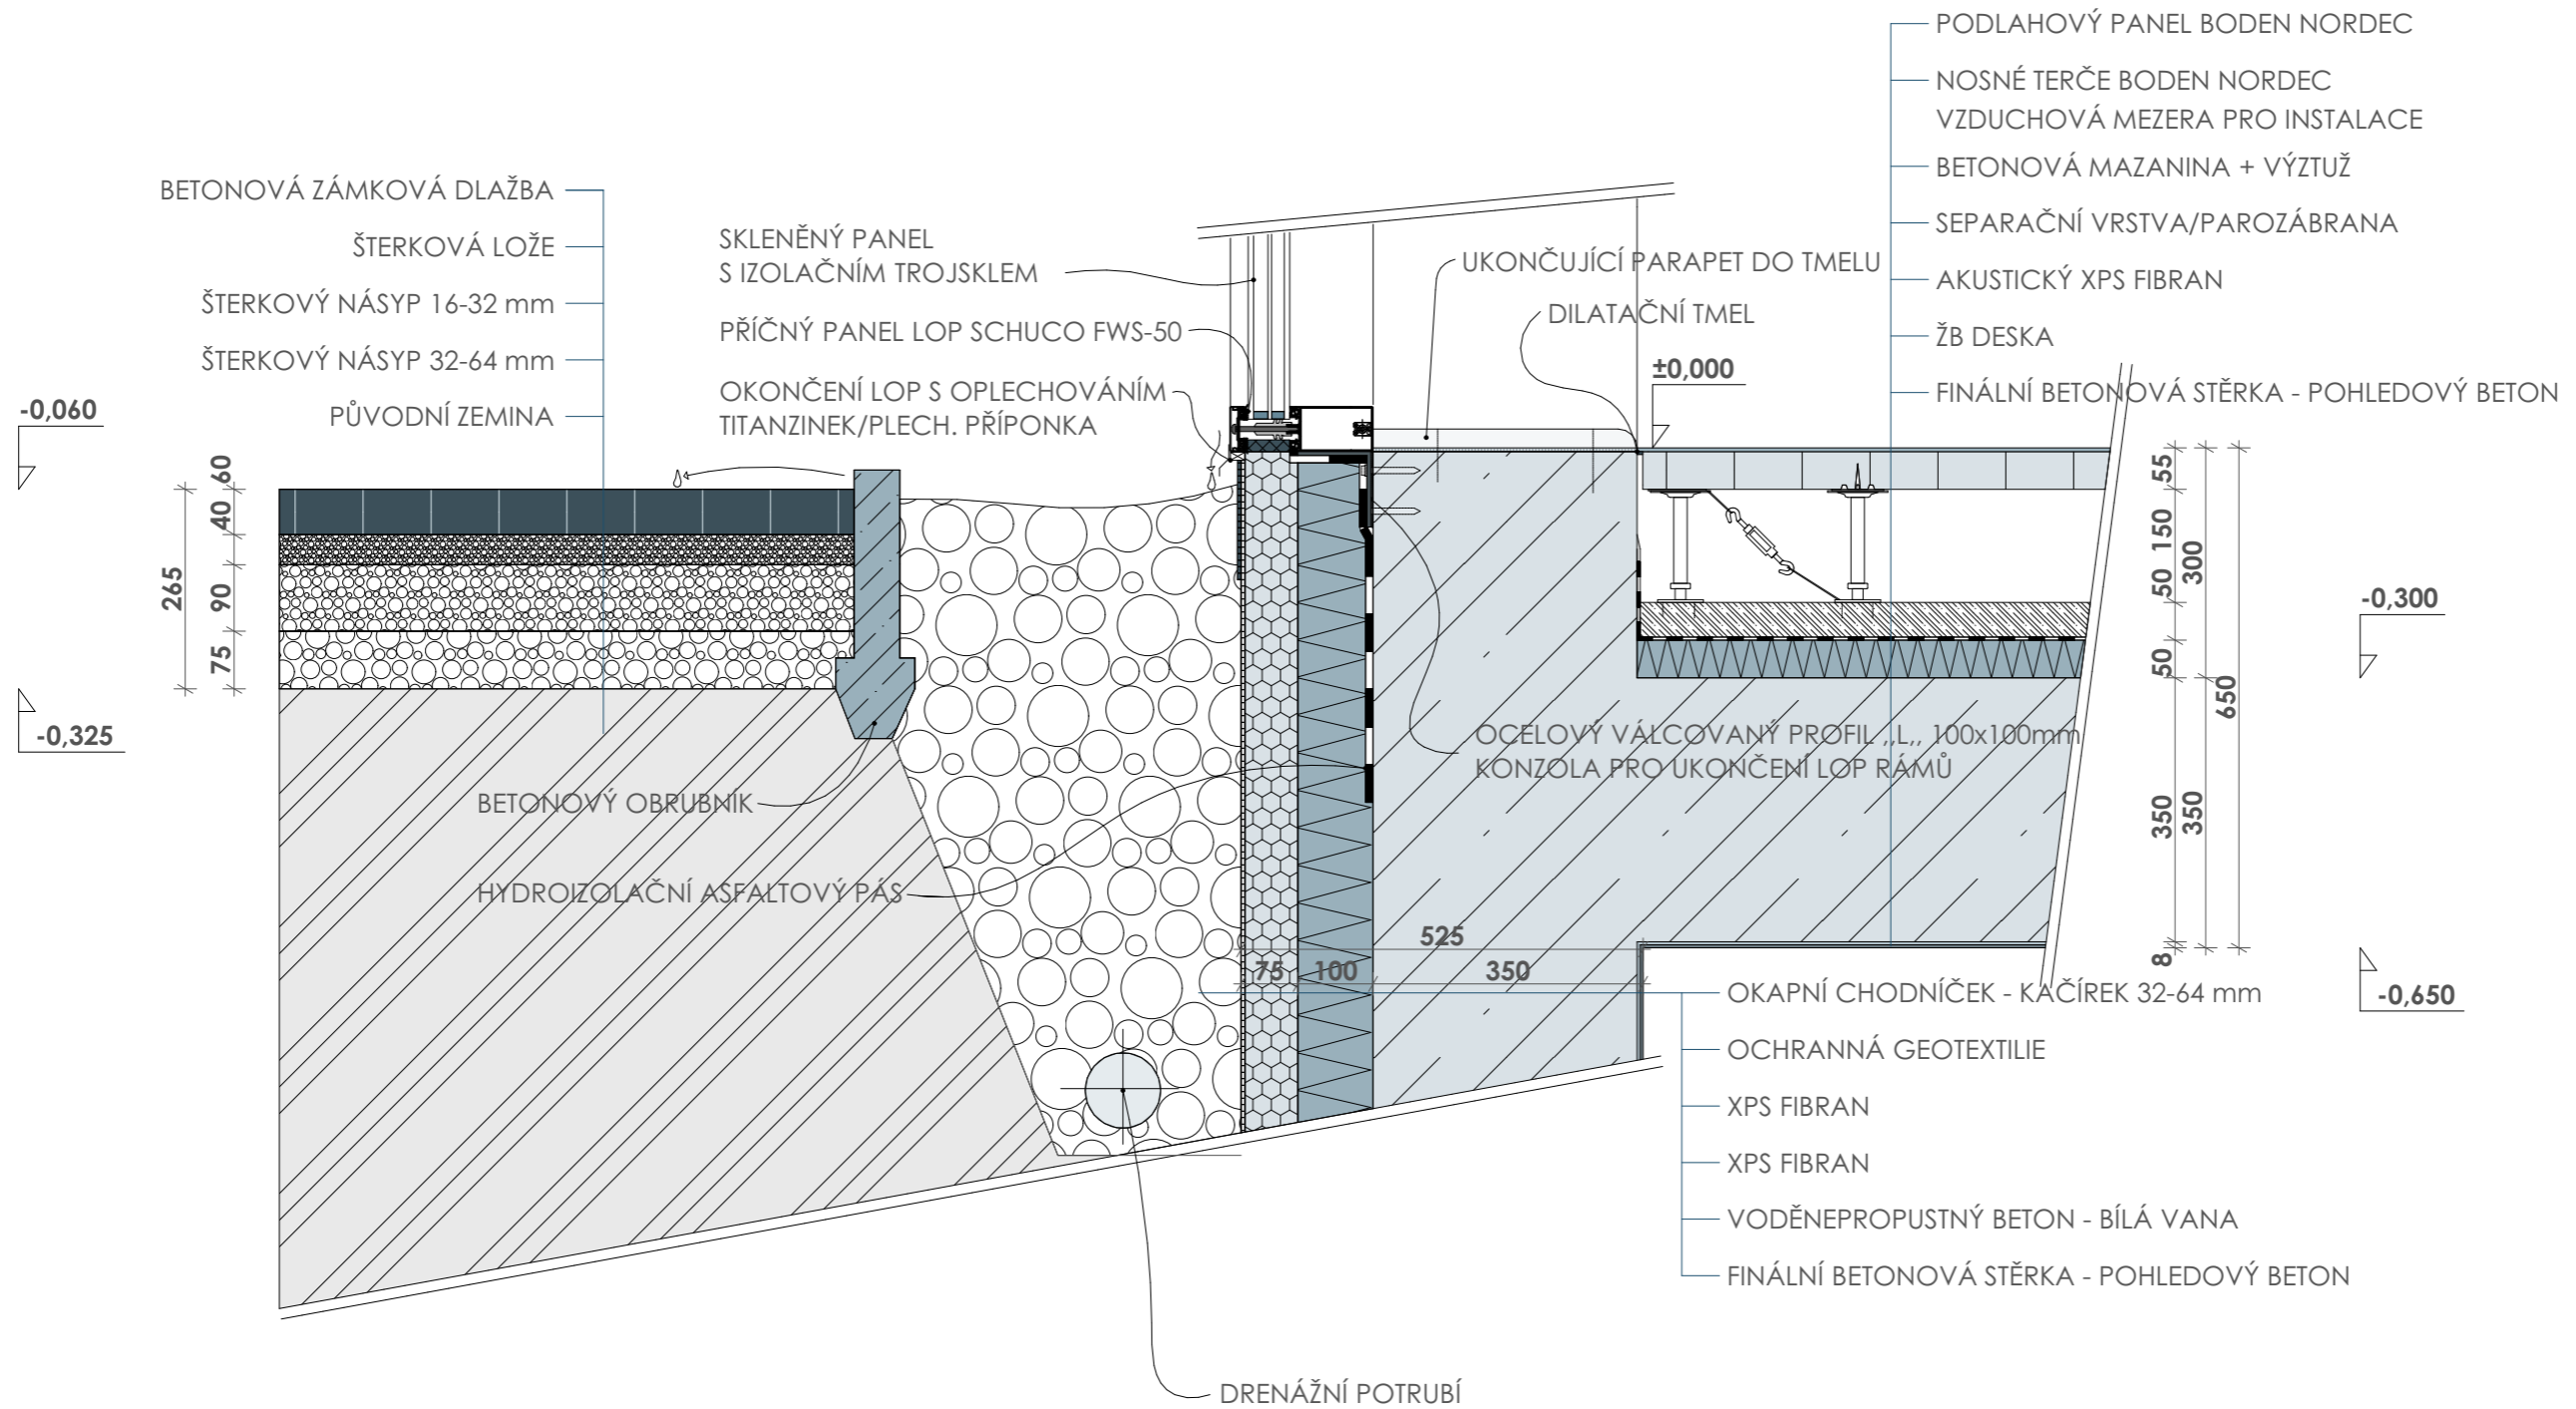 PODLAHOVÝ PANEL BODEN NORDEC
NOSNÉ TERČE BODEN NORDEC
VZDUCHOVÁ MEZERA PRO INSTALACE
BETONOVÁ MAZANINA + VÝZTUŽ
SEPARAČNÍ VRSTVA/PAROZÁBRANA
AKUSTICKÝ XPS FIBRAN
ŽB DESKA
FINÁLNÍ BETONOVÁ STĚRKA - POHLEDOVÝ BETON
BETONOVÁ ZÁMKOVÁ DLAŽBA
ŠTERKOVÁ LOŽE
ŠTERKOVÝ NÁSYP 16-32 mm
ŠTERKOVÝ NÁSYP 32-64 mm
PŮVODNÍ ZEMINA
SKLENĚNÝ PANEL
S IZOLAČNÍM TROJSKLEM
PŘÍČNÝ PANEL LOP SCHUCO FWS-50
OKONČENÍ LOP S OPLECHOVÁNÍM
TITANZINEK/PLECH. PŘÍPONKA
UKONČUJÍCÍ PARAPET DO TMELU
DILATAČNÍ TMEL
±0,000
-0,060
-0,325
265
60
40
90
75
55
150
50
50
350
8
300
350
650
-0,300
-0,650
OCELOVÝ VÁLCOVANÝ PROFIL ,,L,, 100x100mm
KONZOLA PRO UKONČENÍ LOP RÁMŮ
BETONOVÝ OBRUBNÍK
HYDROIZOLAČNÍ ASFALTOVÝ PÁS
525
75
100
350
OKAPNÍ CHODNÍČEK - KAČÍREK 32-64 mm
OCHRANNÁ GEOTEXTILIE
XPS FIBRAN
XPS FIBRAN
VODĚNEPROPUSTNÝ BETON - BÍLÁ VANA
FINÁLNÍ BETONOVÁ STĚRKA - POHLEDOVÝ BETON
DRENÁŽNÍ POTRUBÍ